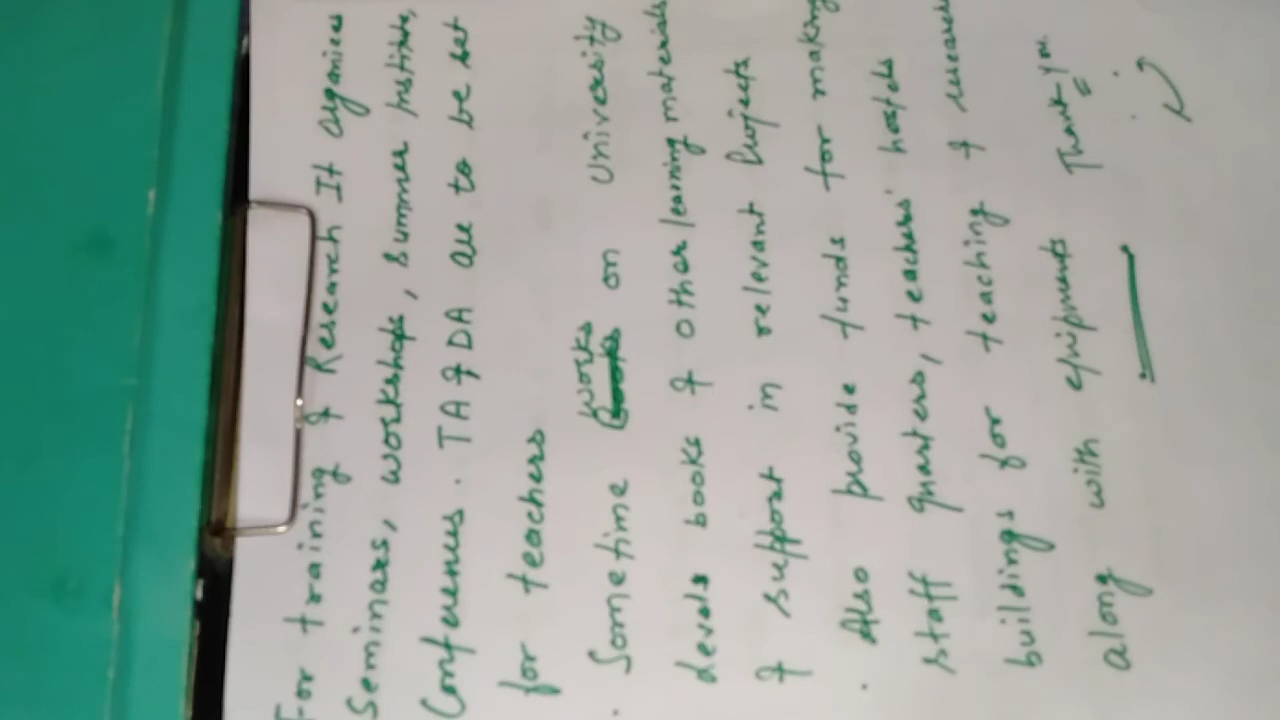 For training & Research It organises
Seminars, workshops, Summer Institute,
Conferences. TA & DA are to be set
for teachers
. Sometime works on University
levels books & other learning materials
& support in relevant Projects
. Also provide funds for making
staff quarters, teachers' hostels
buildings for teaching & research
along with equipments Thank you